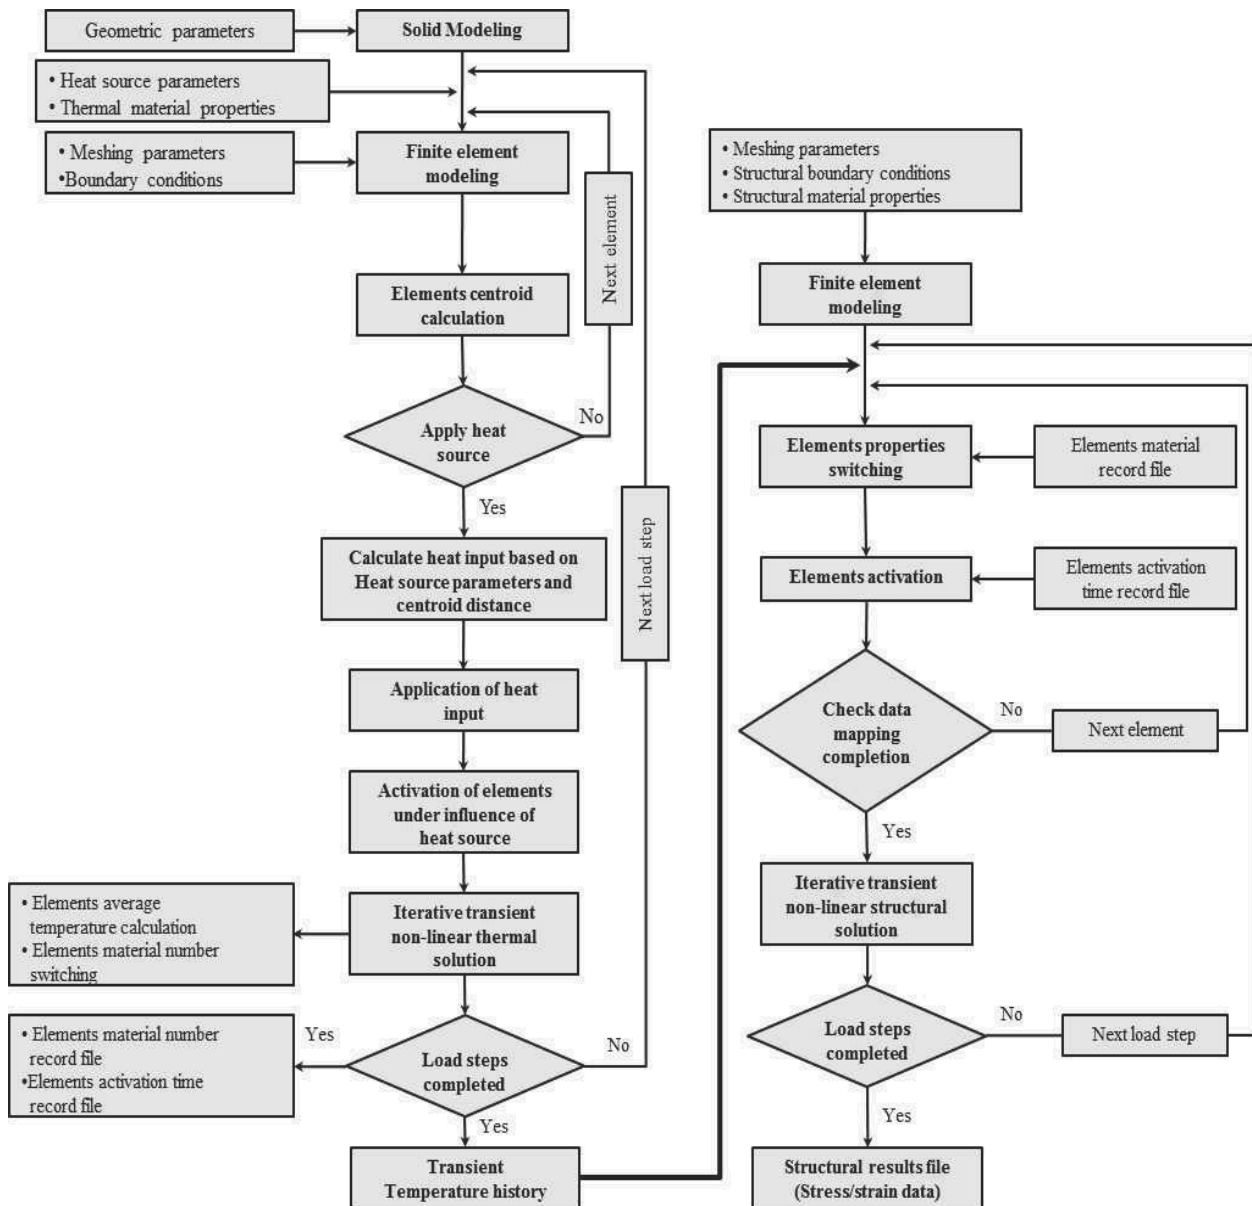 Geometric parameters
Solid Modeling
• Heat source parameters
• Thermal material properties
• Meshing parameters
•Boundary conditions
Finite element
modeling
Next element
Elements centroid
calculation
Apply heat
source
No
Yes
Next load step
Calculate heat input based on
Heat source parameters and
centroid distance
Application of heat
input
Activation of elements
under influence of
heat source
• Elements average
temperature calculation
• Elements material number
switching
Iterative transient
non-linear thermal
solution
• Elements material number
record file
•Elements activation time
record file
Yes
Load steps
completed
No
Yes
Transient
Temperature history
• Meshing parameters
• Structural boundary conditions
• Structural material properties
Finite element
modeling
Elements properties
switching
Elements material
record file
Elements activation
Elements activation
time record file
Check data
mapping
completion
No
Next element
Yes
Iterative transient
non-linear structural
solution
Load steps
completed
No
Next load step
Yes
Structural results file
(Stress/strain data)